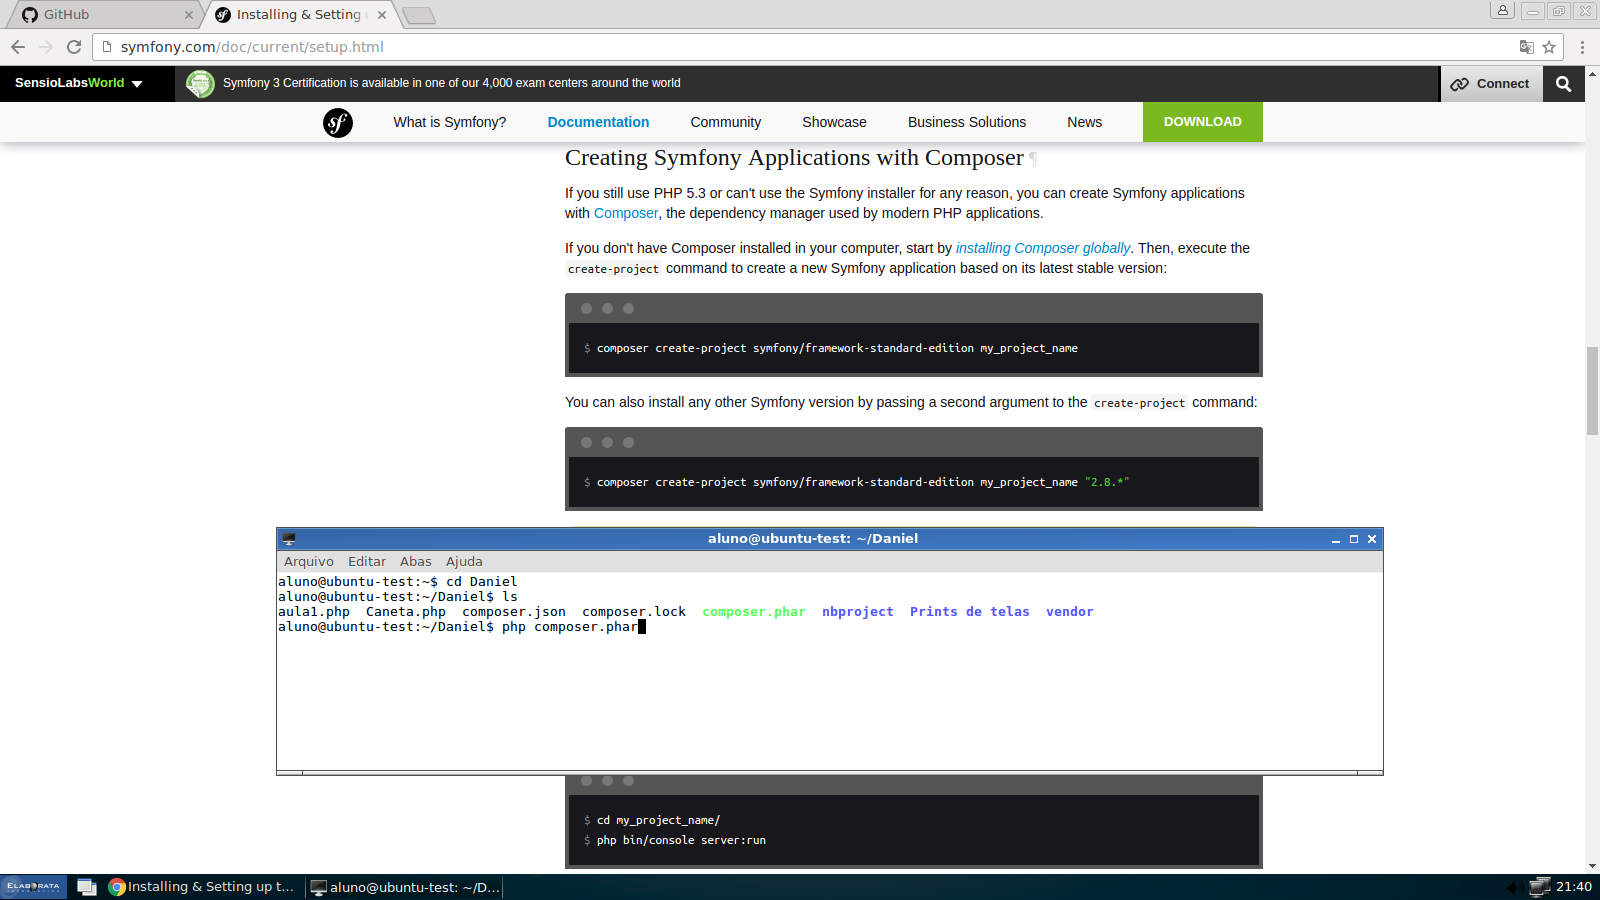 GitHub
Installing & Setting
symfony.com/doc/current/setup.html
SensioLabsWorld
Symfony 3 Certification is available in one of our 4,000 exam centers around the world
Connect
sf
What is Symfony?
Documentation
Community
Showcase
Business Solutions
News
DOWNLOAD
Creating Symfony Applications with Composer ¶
If you still use PHP 5.3 or can't use the Symfony installer for any reason, you can create Symfony applications
with Composer, the dependency manager used by modern PHP applications.
If you don't have Composer installed in your computer, start by installing Composer globally. Then, execute the
create-project command to create a new Symfony application based on its latest stable version:
$ composer create-project symfony/framework-standard-edition my_project_name
You can also install any other Symfony version by passing a second argument to the create-project command:
$ composer create-project symfony/framework-standard-edition my_project_name "2.8.*"
aluno@ubuntu-test: ~/Daniel
Arquivo Editar Abas Ajuda
aluno@ubuntu-test:~$ cd Daniel
aluno@ubuntu-test:~/Daniel$ ls
aula1.php Caneta.php composer.json composer.lock composer.phar nbproject Prints de telas vendor
aluno@ubuntu-test:~/Daniel$ php composer.phar
$ cd my_project_name/
$ php bin/console server:run
ELABORATA
Installing & Setting up t...
aluno@ubuntu-test: ~/D...
21:40